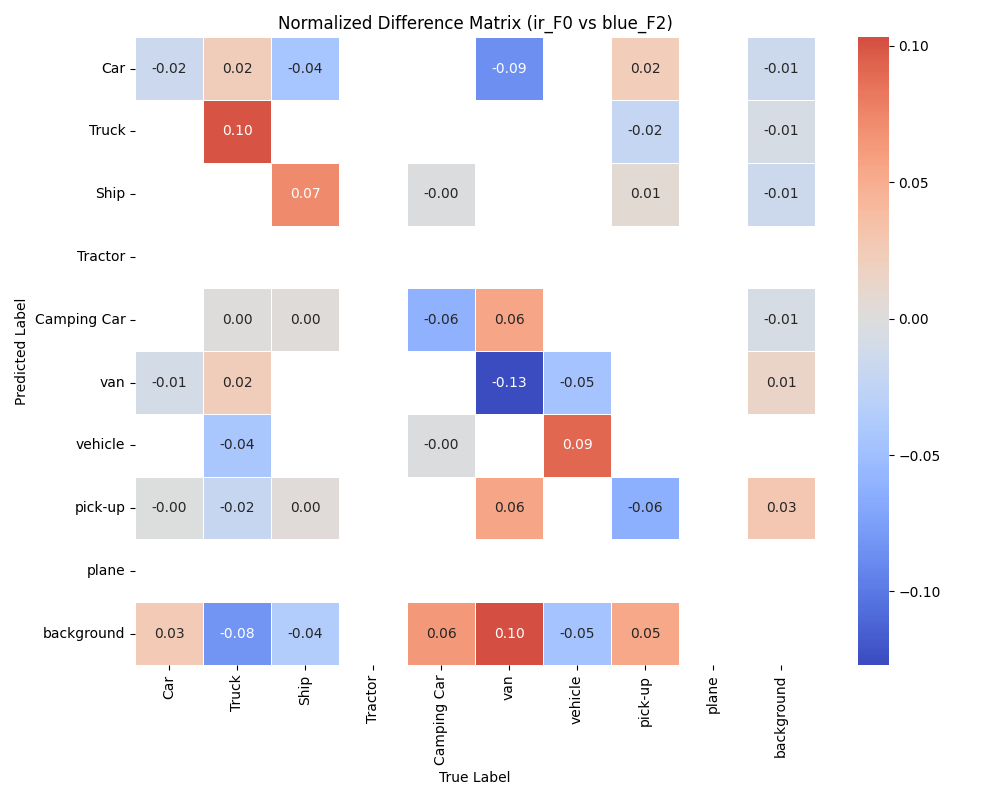 Normalized Difference Matrix (ir_F0 vs blue_F2)
Car -0.02 0.02 -0.04 -0.09 0.02 -0.01
Truck 0.10 -0.02 -0.01
Ship 0.07 -0.00 0.01 -0.01
Tractor
Camping Car 0.00 0.00 -0.06 0.06 -0.01
van -0.01 0.02 -0.13 -0.05 0.01
vehicle -0.04 -0.00 0.09
pick-up -0.00 -0.02 0.00 0.06 -0.06 0.03
plane
background 0.03 -0.08 -0.04 0.06 0.10 -0.05 0.05
Car Truck Ship Tractor Camping Car van vehicle pick-up plane background
True Label
Predicted Label
0.10
0.05
0.00
−0.05
−0.10